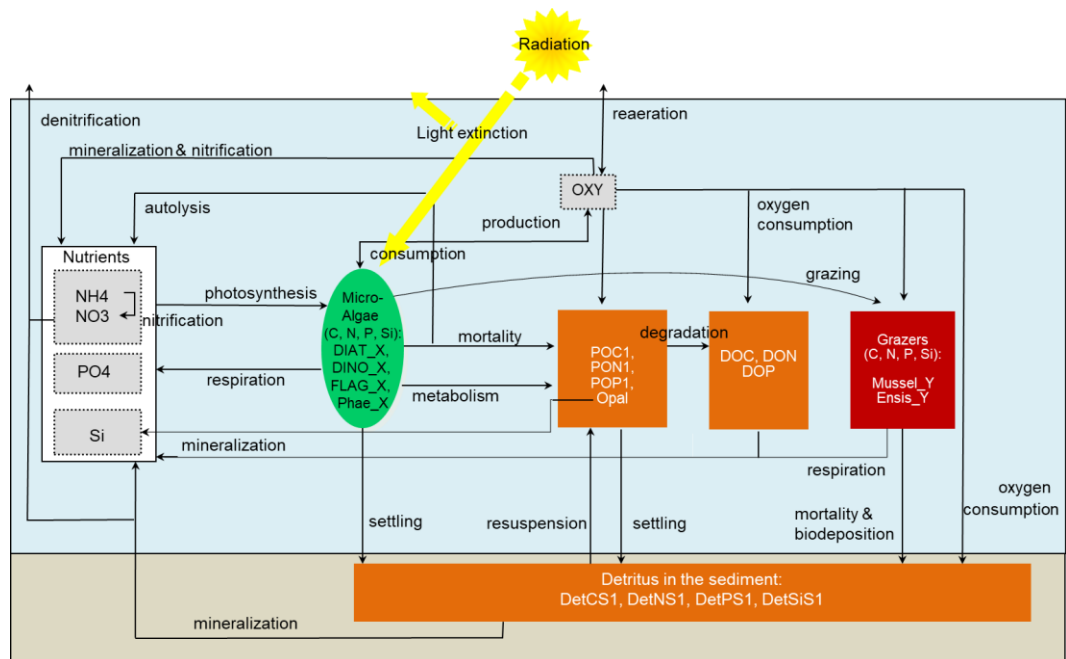 Radiation
denitrification
Light extinction
reaeration
mineralization & nitrification
OXY
autolysis
production
oxygen
consumption
consumption
Nutrients
grazing
NH4
NO3
nitrification
photosynthesis
Micro-
Algae
(C, N, P, Si):
DIAT_X,
DINO_X,
FLAG_X,
Phae_X
mortality
degradation
POC1,
PON1,
POP1,
Opal
DOC, DON
DOP
Grazers
(C, N, P, Si):
Mussel_Y
Ensis_Y
PO4
respiration
metabolism
Si
mineralization
respiration
oxygen
consumption
settling
resuspension
settling
mortality &
biodeposition
Detritus in the sediment:
DetCS1, DetNS1, DetPS1, DetSiS1
mineralization